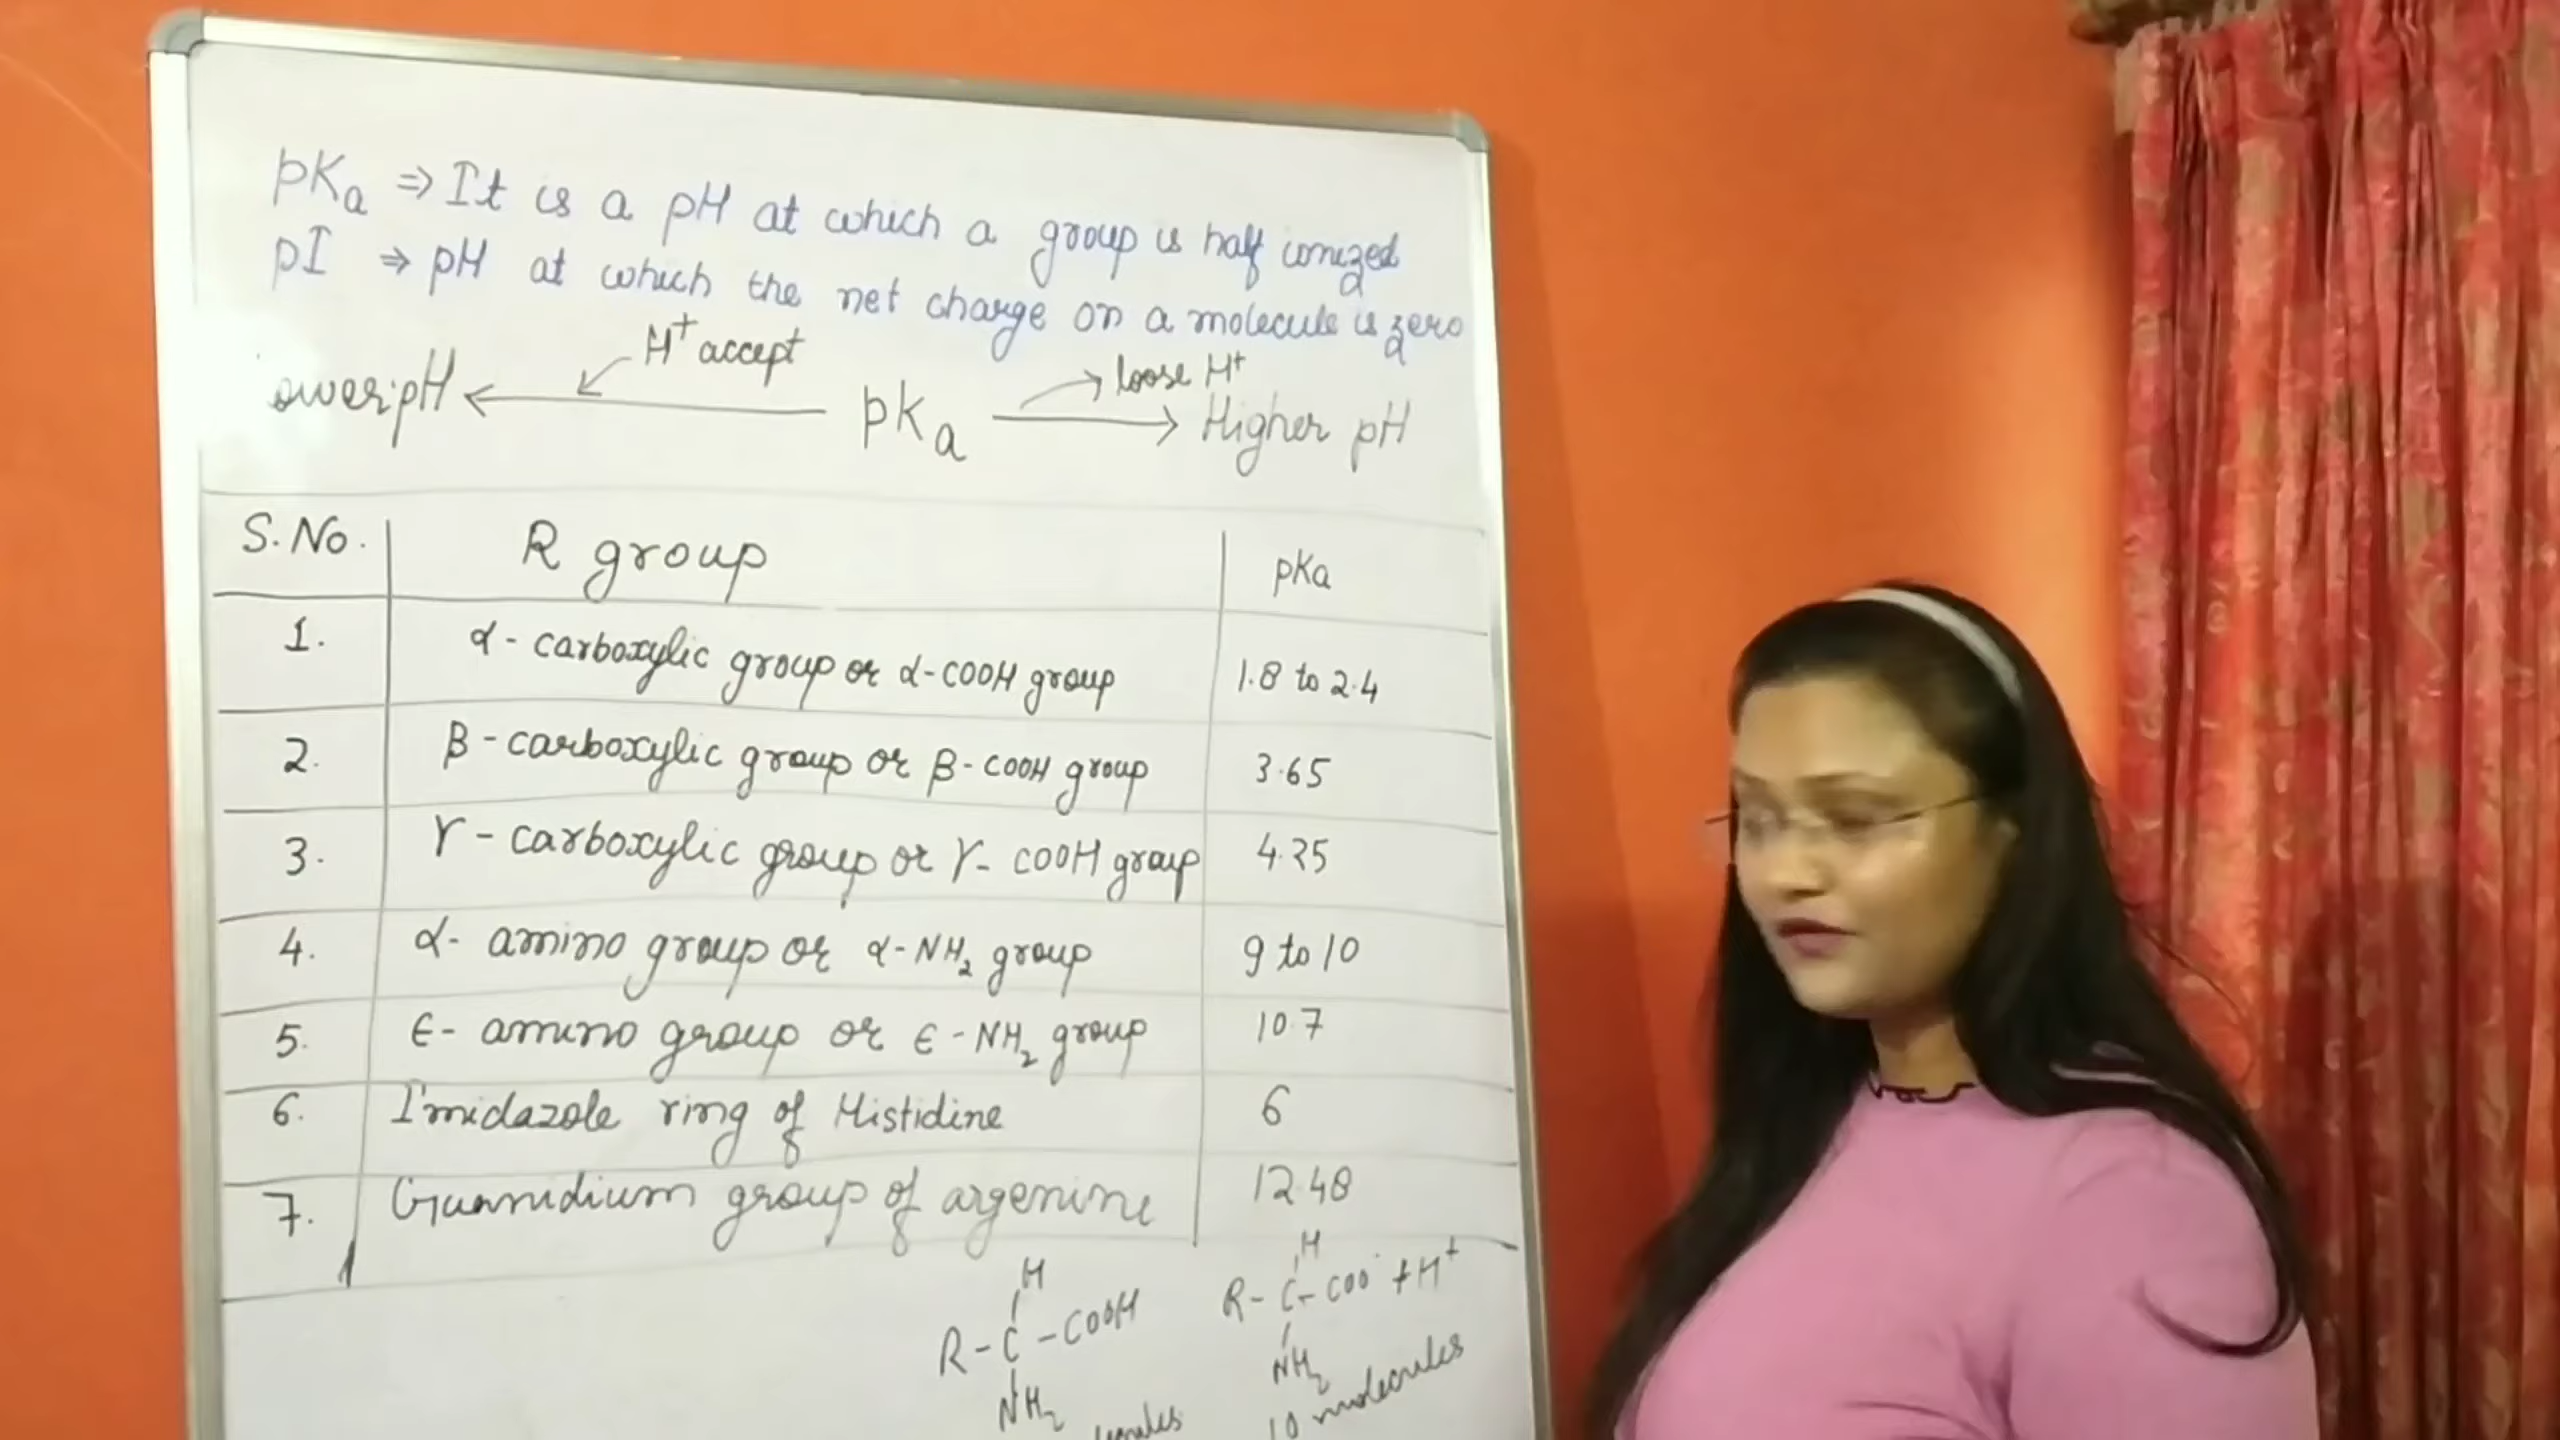 pKa ⇒ It is a pH at which a group is half ionized
pI ⇒ pH at which the net charge on a molecule is zero
H+ accept
loose H+
ower pH ← pKa → Higher pH
S.No. R group pKa
1. α - carboxylic group or α-COOH group 1.8 to 2.4
2. β - carboxylic group or β-COOH group 3.65
3. γ - carboxylic group or γ-COOH group 4.25
4. α- amino group or α-NH2 group 9 to 10
5. ε- amino group or ε-NH2 group 10.7
6. Imidazole ring of Histidine 6
7. Guanidium group of argenine 12.48
H H
R-C-COOH R-C-COO- + H+
NH2 NH2
10 molecules